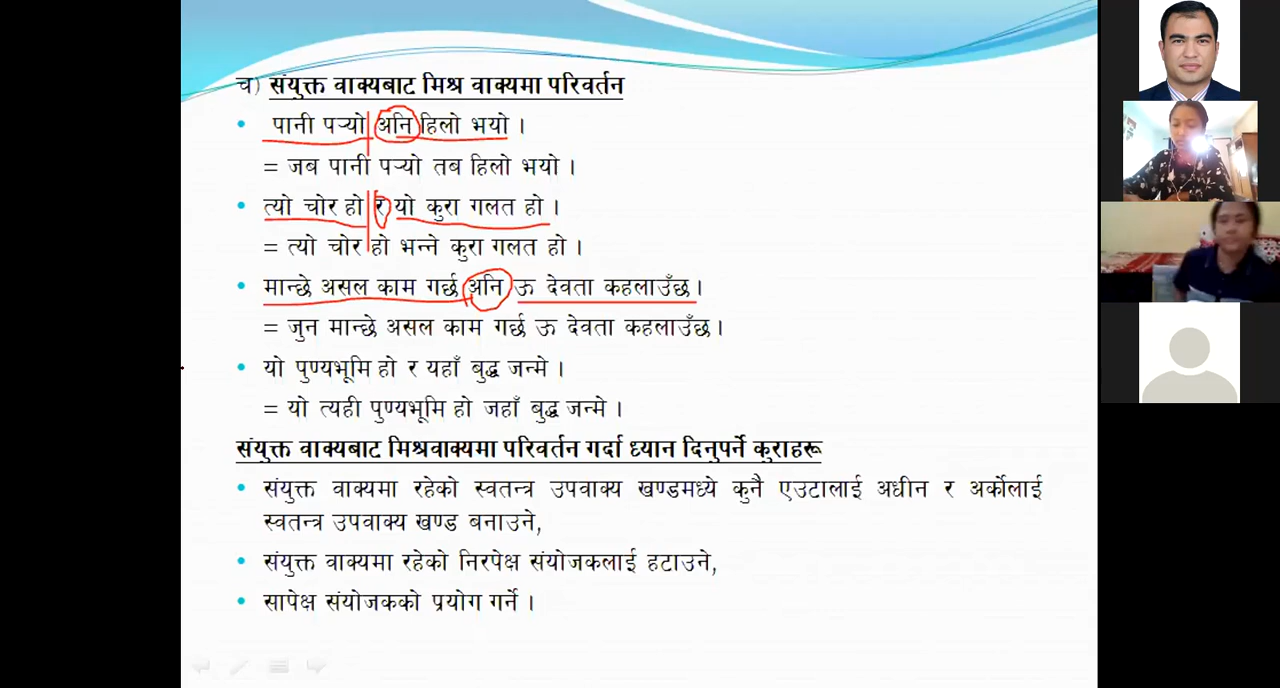 च) संयुक्त वाक्यबाट मिश्र वाक्यमा परिवर्तन
• पानी पऱ्यो अनि हिलो भयो ।
= जब पानी पऱ्यो तब हिलो भयो ।
• त्यो चोर हो र यो कुरा गलत हो ।
= त्यो चोर हो भन्ने कुरा गलत हो ।
• मान्छे असल काम गर्छ अनि ऊ देवता कहलाउँछ ।
= जुन मान्छे असल काम गर्छ ऊ देवता कहलाउँछ ।
• यो पुण्यभूमि हो र यहाँ बुद्ध जन्मे ।
= यो त्यही पुण्यभूमि हो जहाँ बुद्ध जन्मे ।
संयुक्त वाक्यबाट मिश्रवाक्यमा परिवर्तन गर्दा ध्यान दिनुपर्ने कुराहरू
• संयुक्त वाक्यमा रहेको स्वतन्त्र उपवाक्य खण्डमध्ये कुनै एउटालाई अधीन र अर्कोलाई
स्वतन्त्र उपवाक्य खण्ड बनाउने,
• संयुक्त वाक्यमा रहेको निरपेक्ष संयोजकलाई हटाउने,
• सापेक्ष संयोजकको प्रयोग गर्ने ।